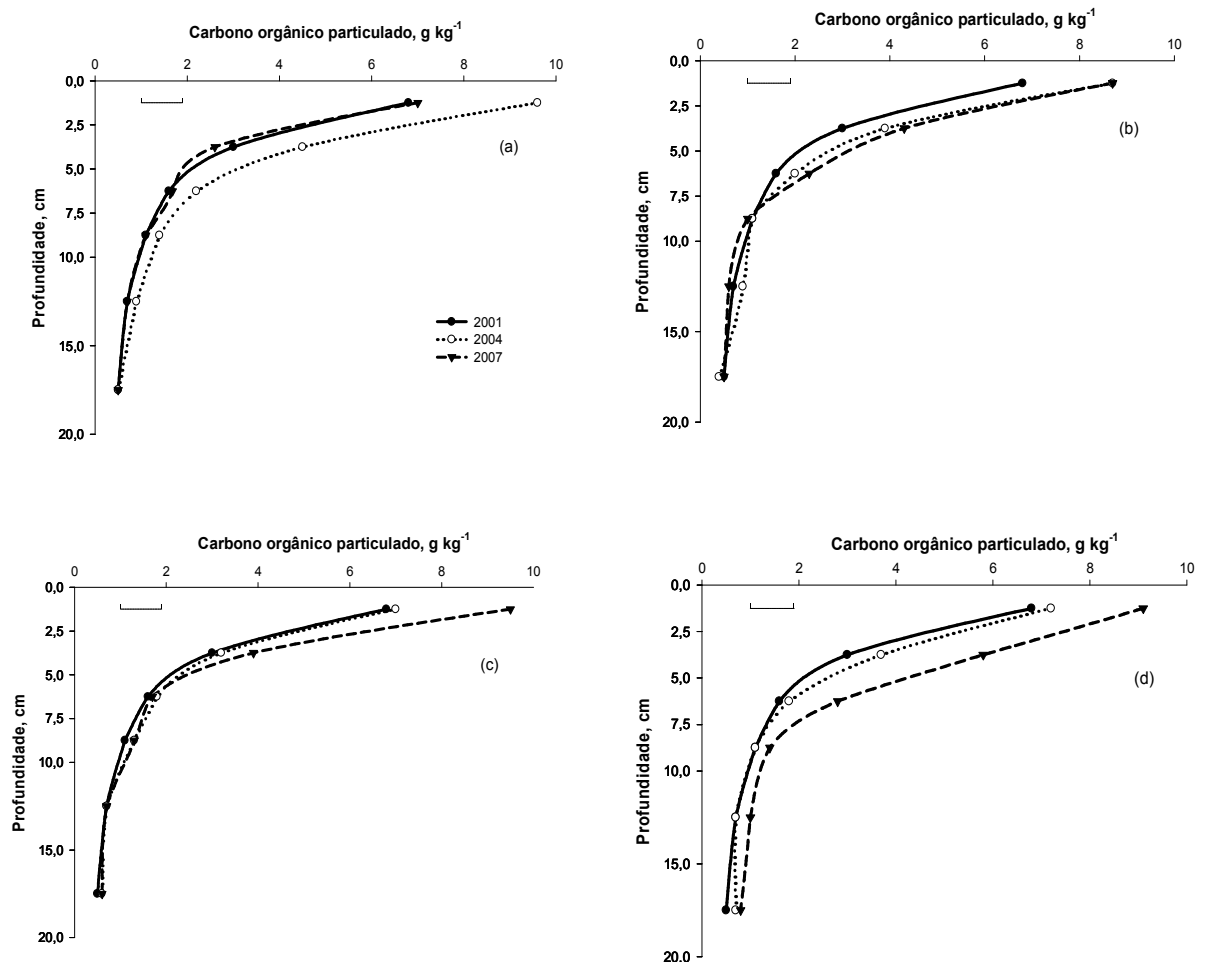 Carbono orgânico particulado, g kg-1
0 2 4 6 8 10
0,0
2,5
5,0
7,5
10,0
15,0
20,0
Profundidade, cm
(a)
2001
2004
2007
Carbono orgânico particulado, g kg-1
0 2 4 6 8 10
0,0
2,5
5,0
7,5
10,0
15,0
20,0
Profundidade, cm
(b)
Carbono orgânico particulado, g kg-1
0 2 4 6 8 10
0,0
2,5
5,0
7,5
10,0
15,0
20,0
Profundidade, cm
(c)
Carbono orgânico particulado, g kg-1
0 2 4 6 8 10
0,0
2,5
5,0
7,5
10,0
15,0
20,0
Profundidade, cm
(d)